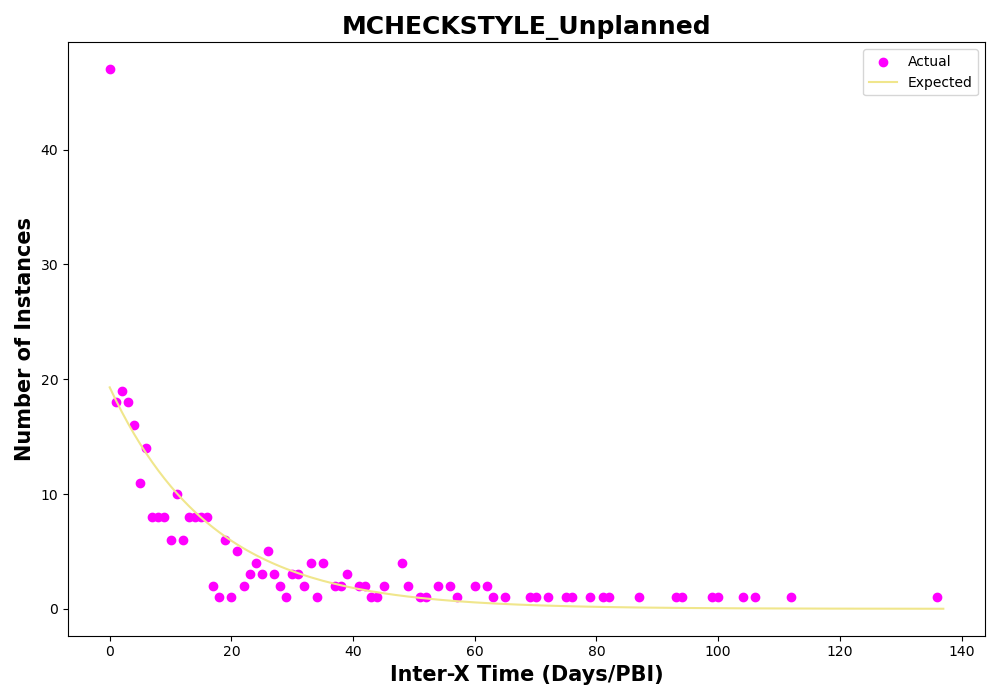 MCHECKSTYLE_Unplanned
Actual
Expected
Number of Instances
40
30
20
10
0
0
20
40
60
80
100
120
140
Inter-X Time (Days/PBI)